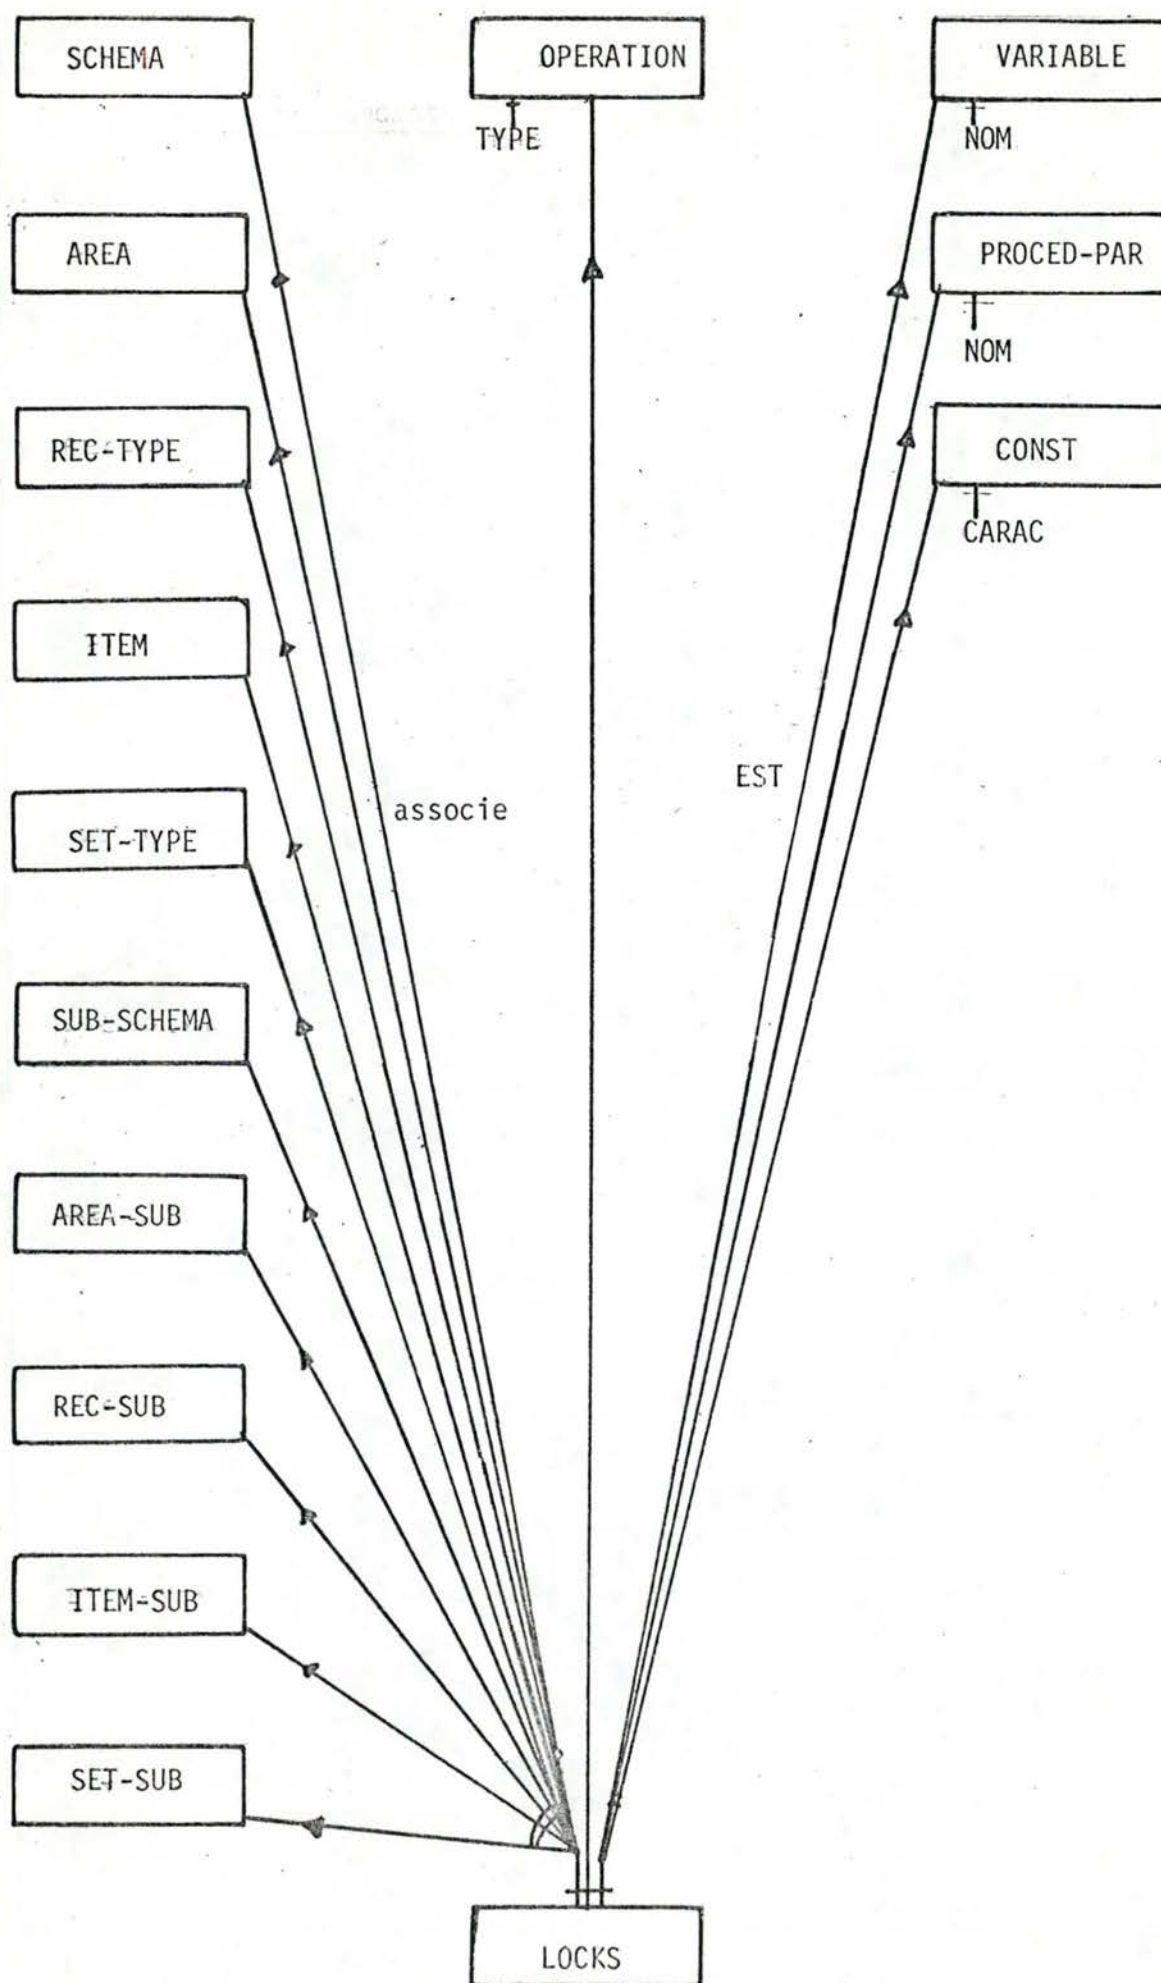 SCHEMA
OPERATION
VARIABLE
TYPE
NOM
AREA
PROCED-PAR
NOM
REC-TYPE
CONST
CARAC
ITEM
EST
associe
SET-TYPE
SUB-SCHEMA
AREA-SUB
REC-SUB
ITEM-SUB
SET-SUB
LOCKS